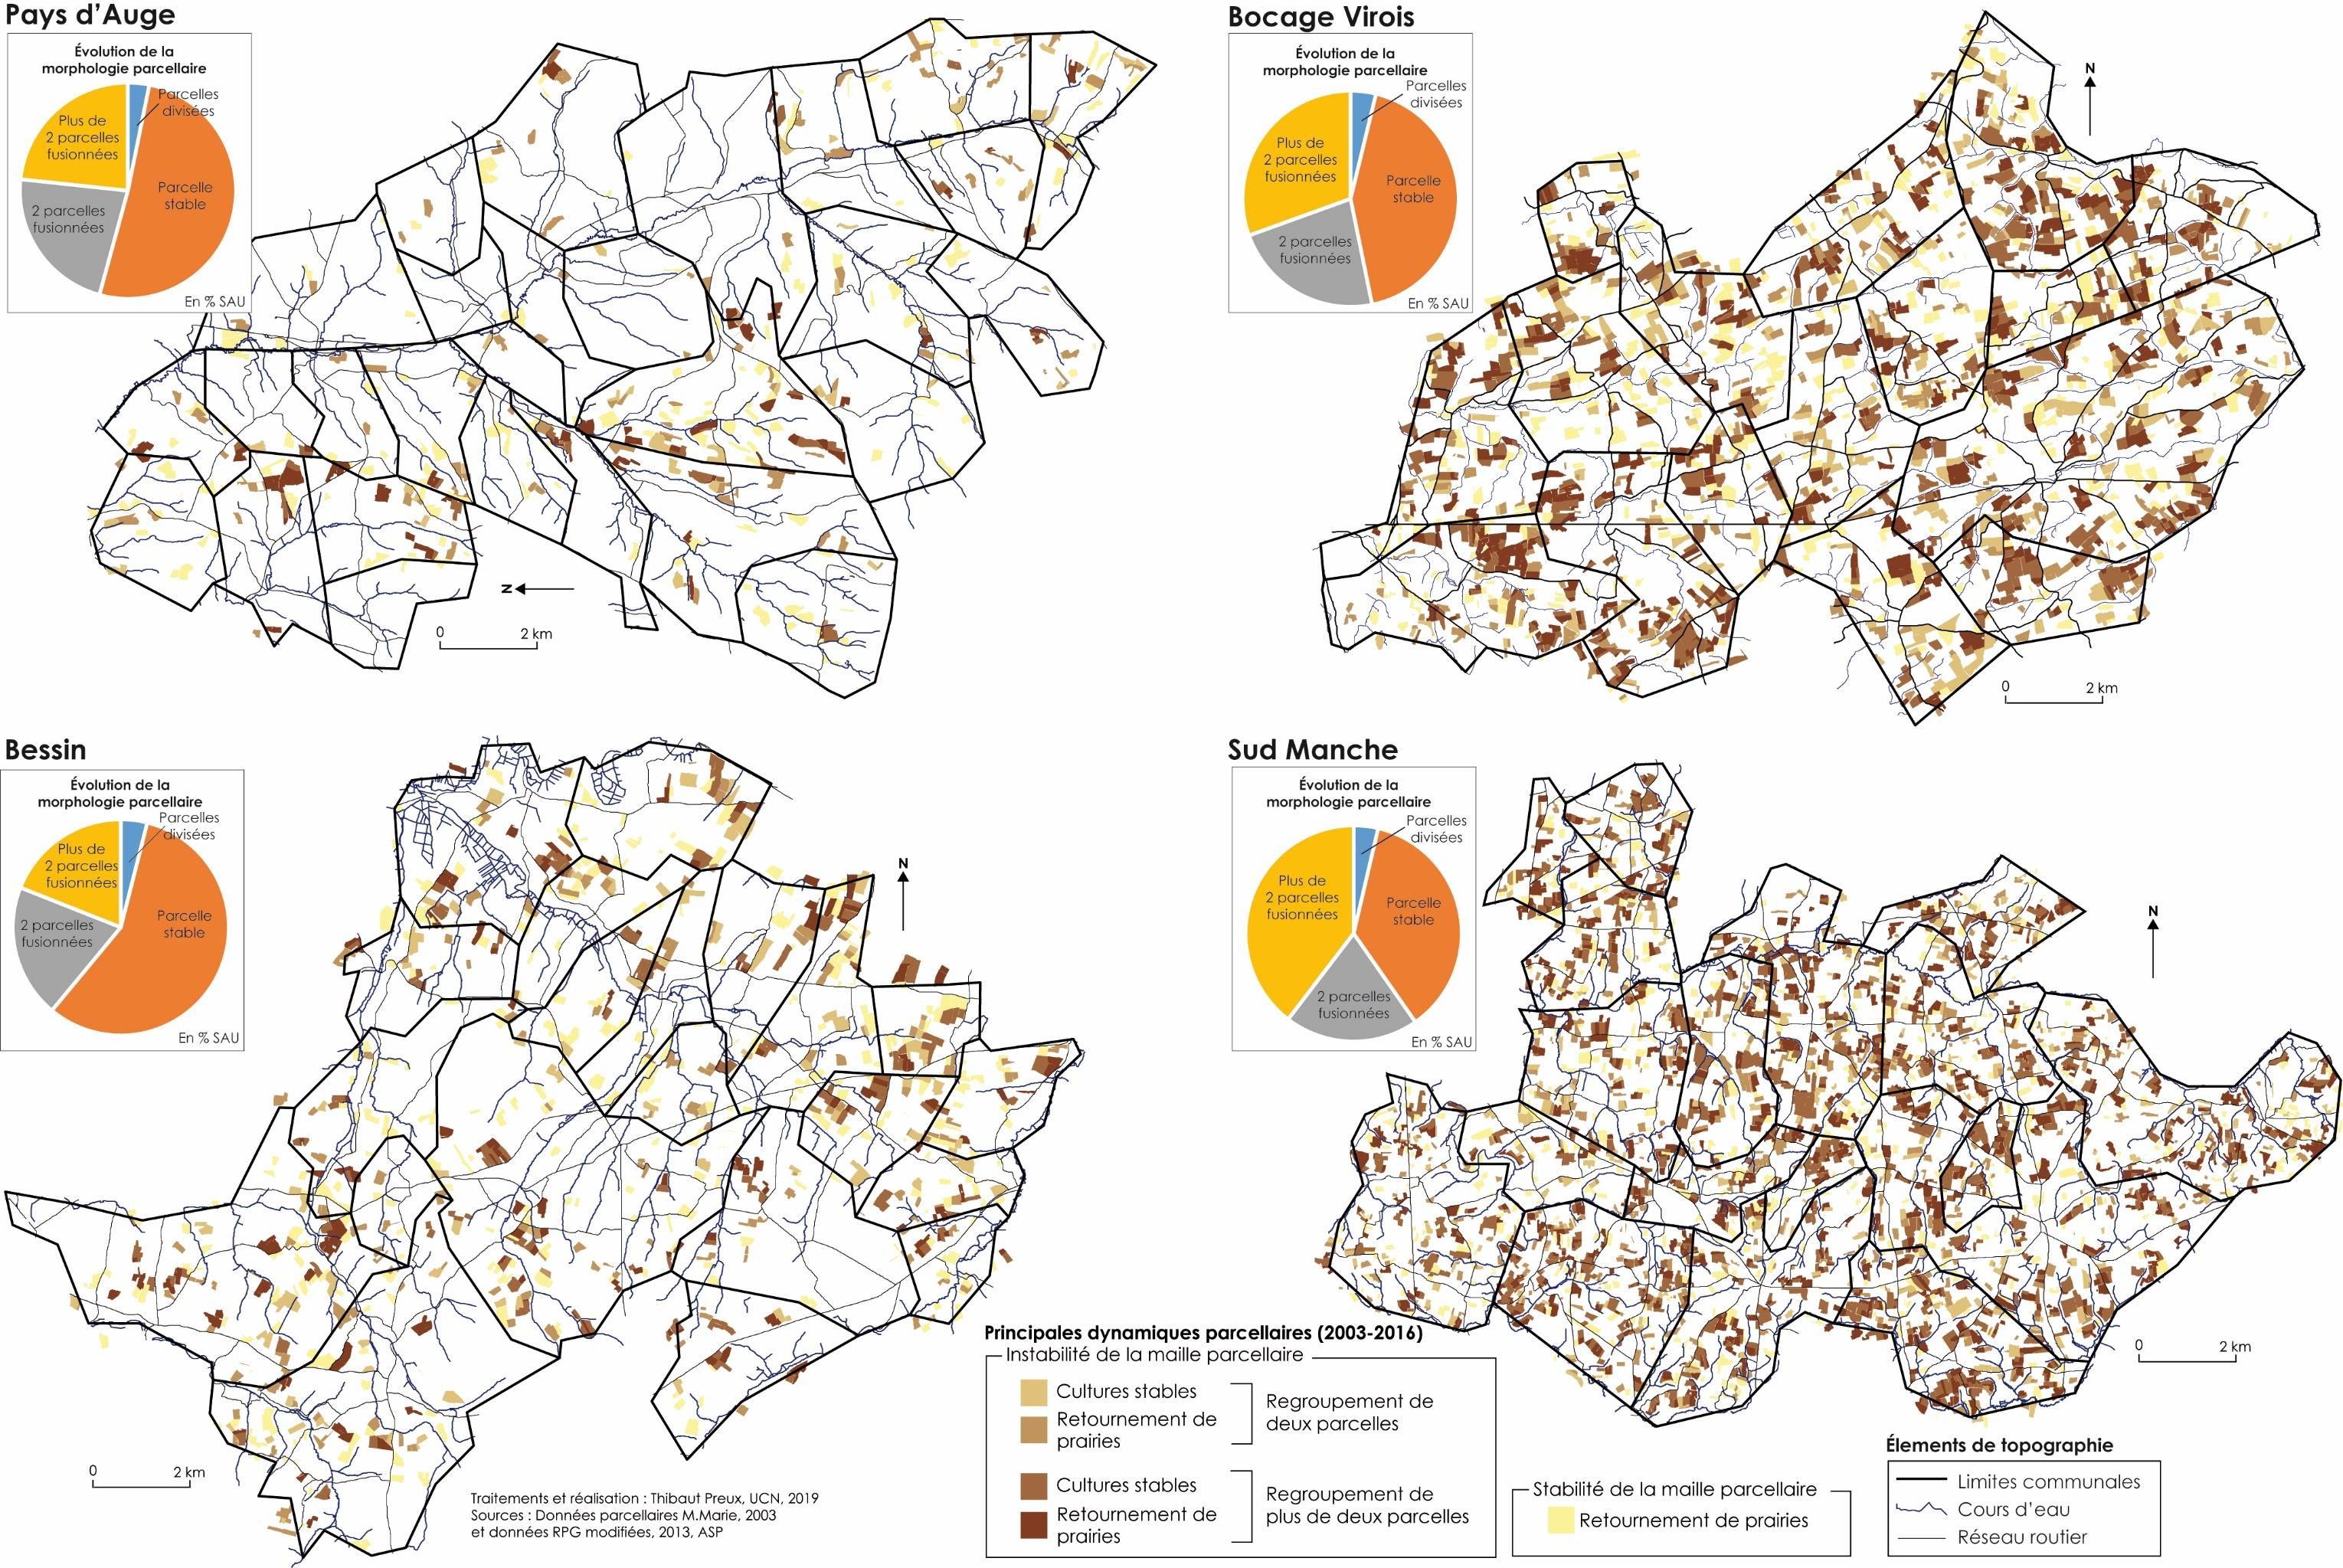 Pays d'Auge
Évolution de la
morphologie parcellaire
Parcelles
divisées
Plus de
2 parcelles
fusionnées
Parcelle
stable
2 parcelles
fusionnées
En % SAU
N
0 2 km
Bocage Virois
Évolution de la
morphologie parcellaire
Parcelles
divisées
Plus de
2 parcelles
fusionnées
Parcelle
stable
2 parcelles
fusionnées
En % SAU
N
0 2 km
Bessin
Évolution de la
morphologie parcellaire
Parcelles
divisées
Plus de
2 parcelles
fusionnées
Parcelle
stable
2 parcelles
fusionnées
En % SAU
N
0 2 km
Traitements et réalisation : Thibaut Preux, UCN, 2019
Sources : Données parcellaires M.Marie, 2003
et données RPG modifiées, 2013, ASP
Sud Manche
Évolution de la
morphologie parcellaire
Parcelles
divisées
Plus de
2 parcelles
fusionnées
Parcelle
stable
2 parcelles
fusionnées
En % SAU
N
0 2 km
Principales dynamiques parcellaires (2003-2016)
Instabilité de la maille parcellaire
Cultures stables
Retournement de
prairies
Regroupement de
deux parcelles
Cultures stables
Retournement de
prairies
Regroupement de
plus de deux parcelles
Stabilité de la maille parcellaire
Retournement de prairies
Élements de topographie
Limites communales
Cours d'eau
Réseau routier